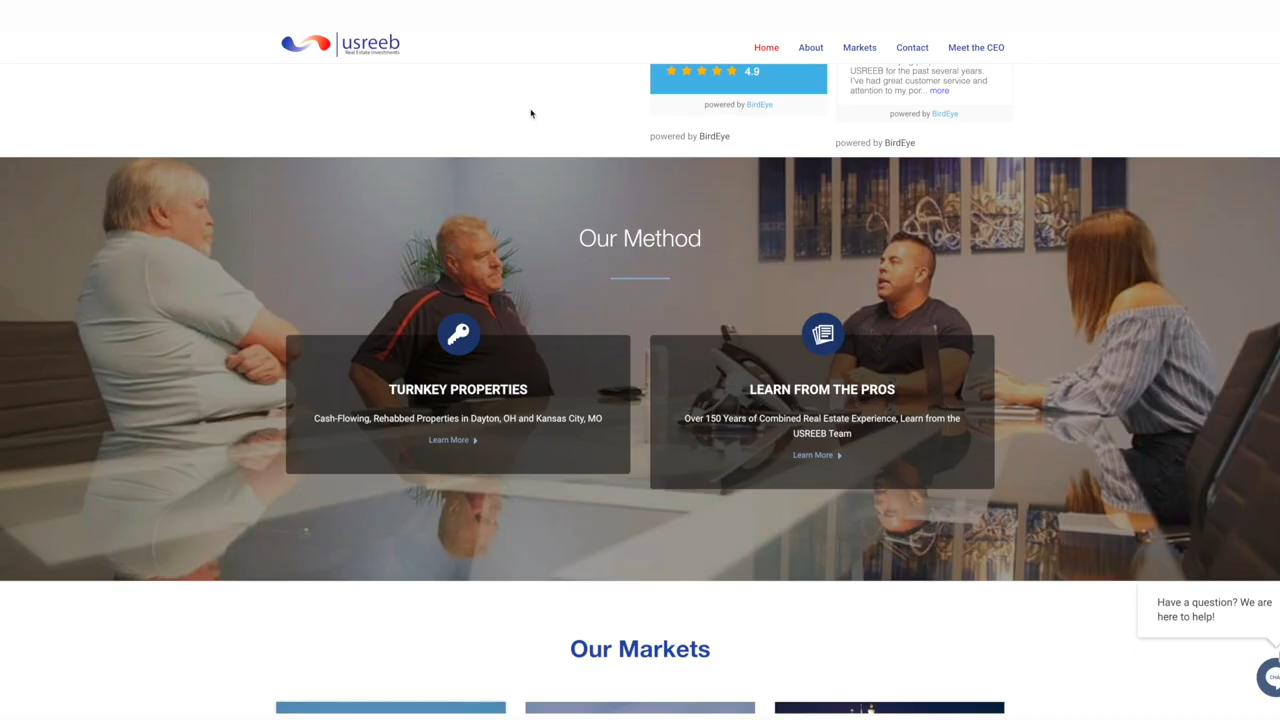 usreeb
Real Estate Investments
Home
About
Markets
Contact
Meet the CEO
4.9
powered by BirdEye
powered by BirdEye
USREEB for the past several years.
I've had great customer service and
attention to my por... more
powered by BirdEye
powered by BirdEye
Our Method
TURNKEY PROPERTIES
Cash-Flowing, Rehabbed Properties in Dayton, OH and Kansas City, MO
Learn More
LEARN FROM THE PROS
Over 150 Years of Combined Real Estate Experience, Learn from the
USREEB Team
Learn More
Our Markets
Have a question? We are
here to help!